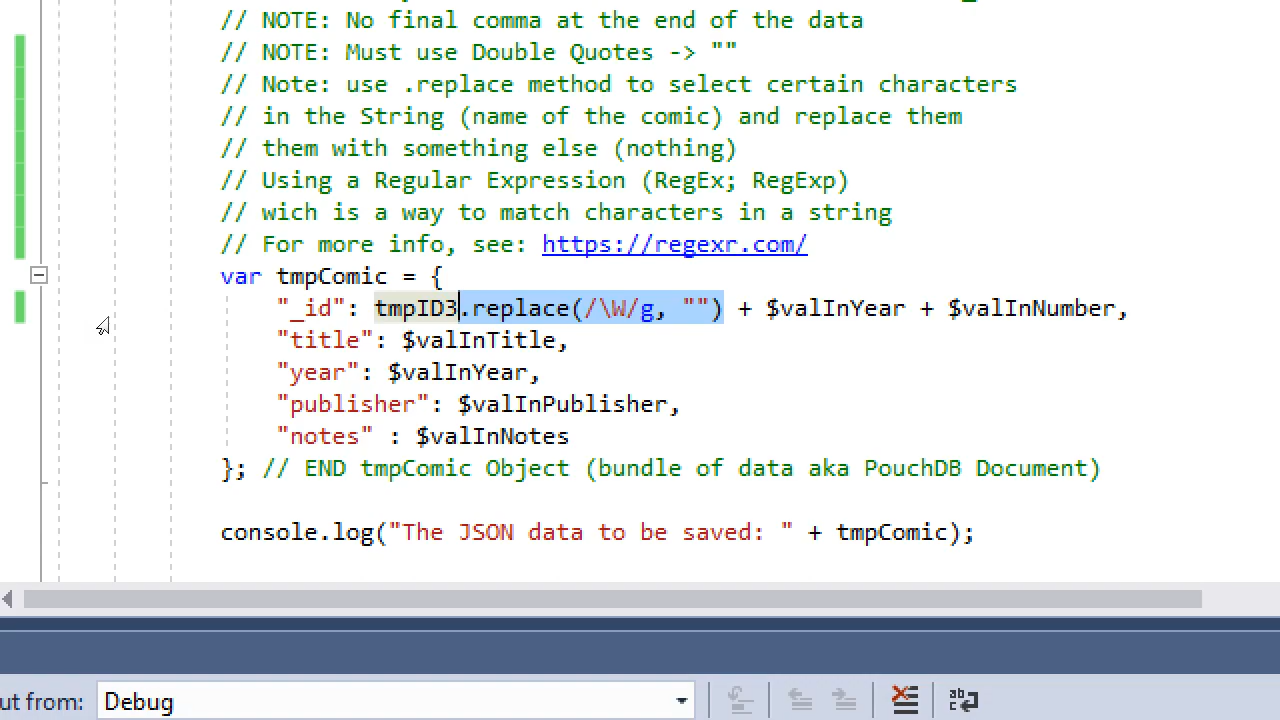 // NOTE: No final comma at the end of the data
// NOTE: Must use Double Quotes -> ""
// Note: use .replace method to select certain characters
// in the String (name of the comic) and replace them
// them with something else (nothing)
// Using a Regular Expression (RegEx; RegExp)
// wich is a way to match characters in a string
// For more info, see: https://regexr.com/
var tmpComic = {
"_id": tmpID3.replace(/\W/g, "") + $valInYear + $valInNumber,
"title": $valInTitle,
"year": $valInYear,
"publisher": $valInPublisher,
"notes" : $valInNotes
}; // END tmpComic Object (bundle of data aka PouchDB Document)
console.log("The JSON data to be saved: " + tmpComic);
ut from: Debug